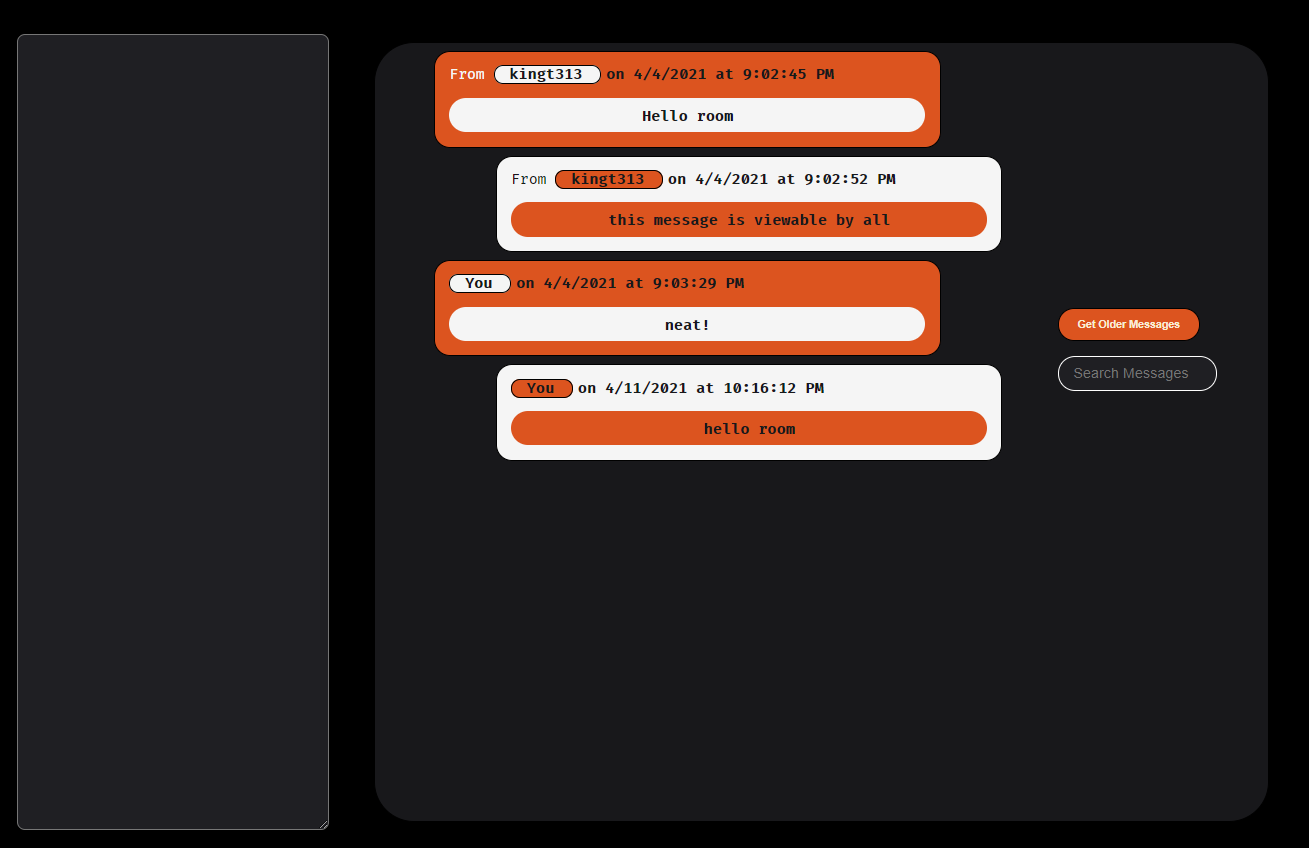 From kingt313 on 4/4/2021 at 9:02:45 PM
Hello room
From kingt313 on 4/4/2021 at 9:02:52 PM
this message is viewable by all
You on 4/4/2021 at 9:03:29 PM
neat!
Get Older Messages
Search Messages
You on 4/11/2021 at 10:16:12 PM
hello room